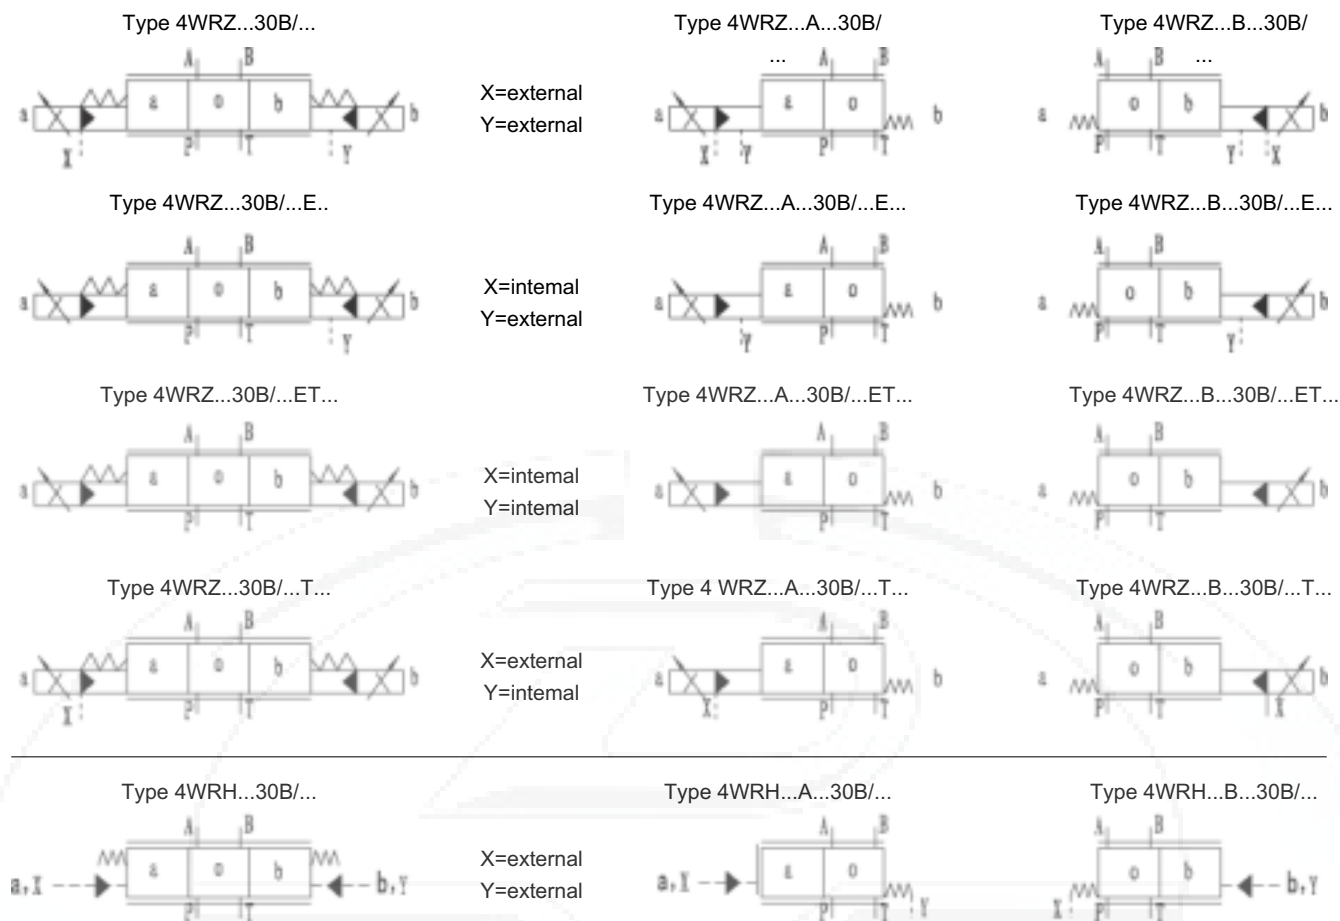 Type 4WRZ...30B/...
Type 4WRZ...A...30B/
...
Type 4WRZ...B...30B/
...
A B
a a o b b
X P T Y
X=external
Y=external
A B
a a o b
X Y P T
A B
a o b b
P T Y X
Type 4WRZ...30B/...E..
Type 4WRZ...A...30B/...E...
Type 4WRZ...B...30B/...E...
A B
a a o b b
P T Y
X=intemal
Y=external
A B
a a o b
Y P T
A B
a o b b
P T Y
Type 4WRZ...30B/...ET...
Type 4WRZ...A...30B/...ET...
Type 4WRZ...B...30B/...ET...
A B
a a o b b
P T
X=intemal
Y=intemal
A B
a a o b
P T
A B
a o b b
P T
Type 4WRZ...30B/...T...
Type 4 WRZ...A...30B/...T...
Type 4WRZ...B...30B/...T...
A B
a a o b b
X P T
X=external
Y=intemal
A B
a a o b
X P T
A B
a o b b
P T X
Type 4WRH...30B/...
Type 4WRH...A...30B/...
Type 4WRH...B...30B/...
A B
a,X a o b b,Y
P T
X=external
Y=external
A B
a,X a o
P T Y
A B
o b b,Y
X P T